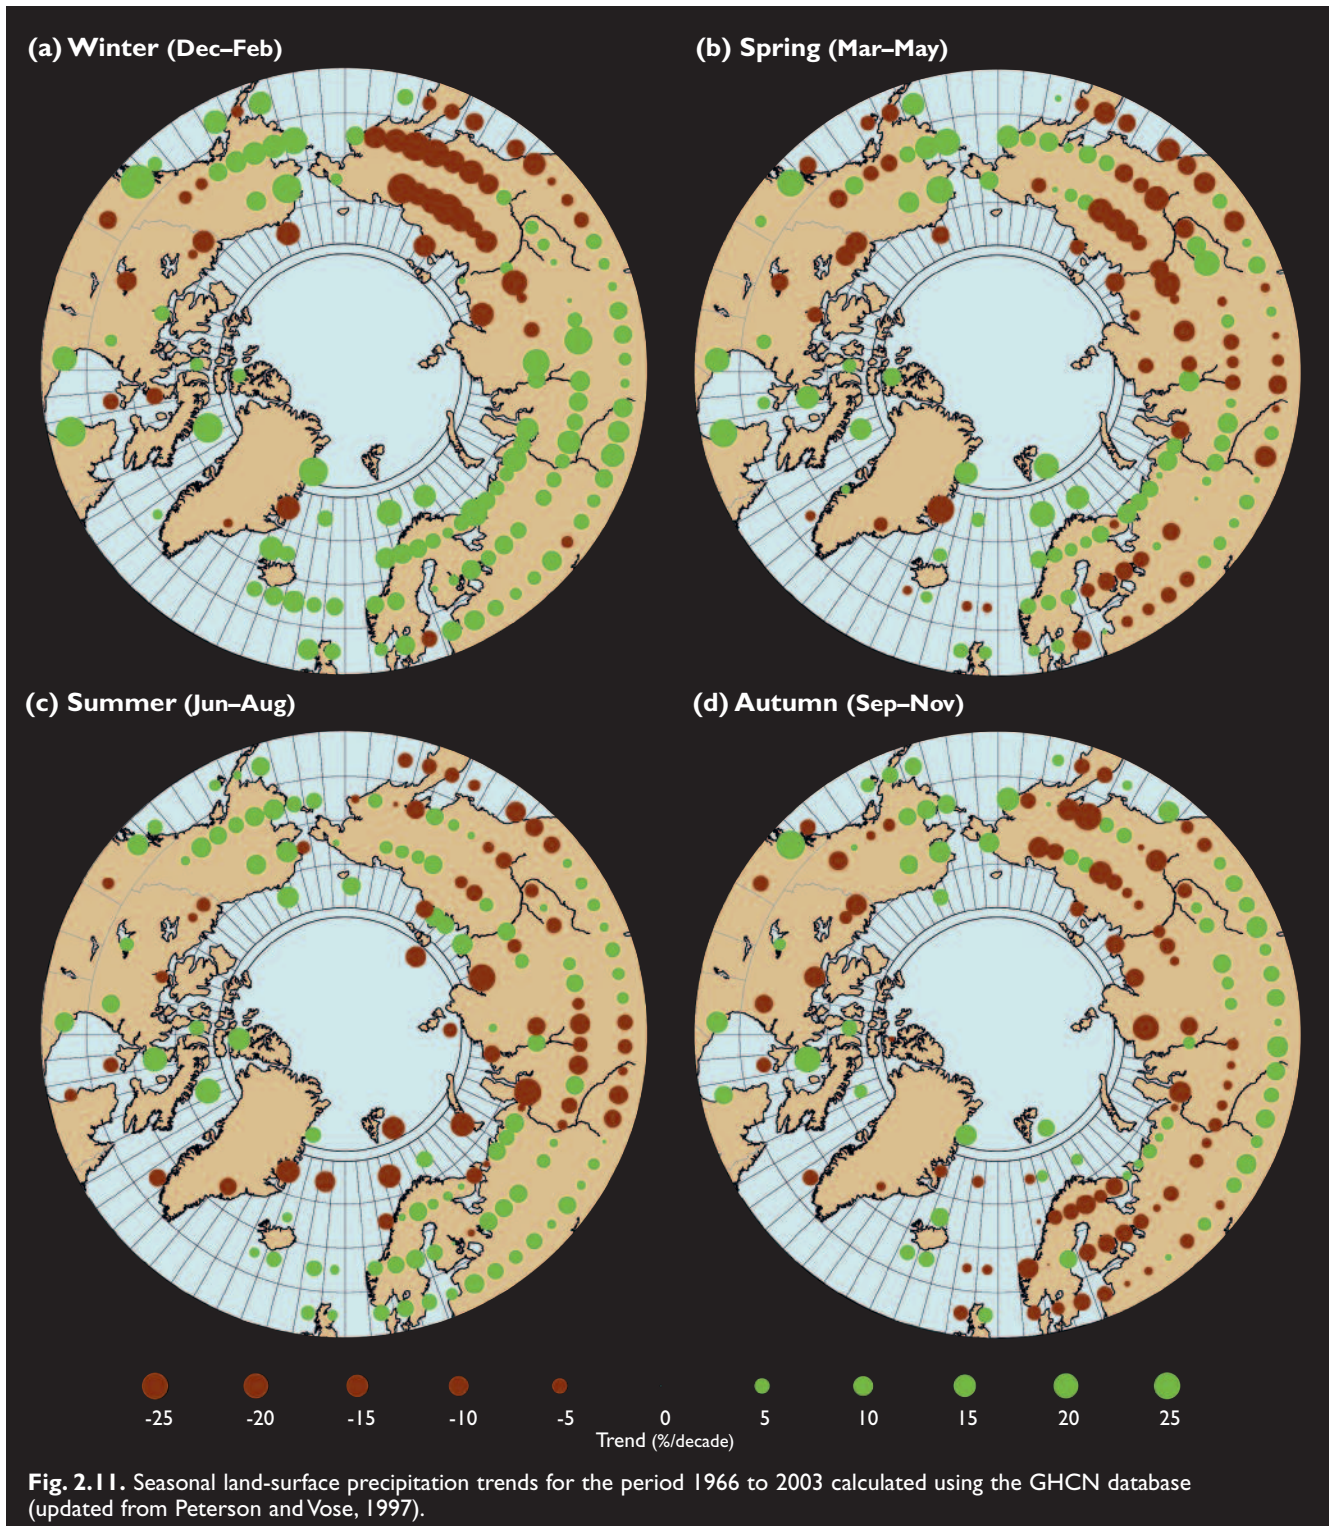 (a) Winter (Dec–Feb)
(b) Spring (Mar–May)
(c) Summer (Jun–Aug)
(d) Autumn (Sep–Nov)
-25 -20 -15 -10 -5 0 5 10 15 20 25
Trend (%/decade)
Fig. 2.11. Seasonal land-surface precipitation trends for the period 1966 to 2003 calculated using the GHCN database
(updated from Peterson and Vose, 1997).